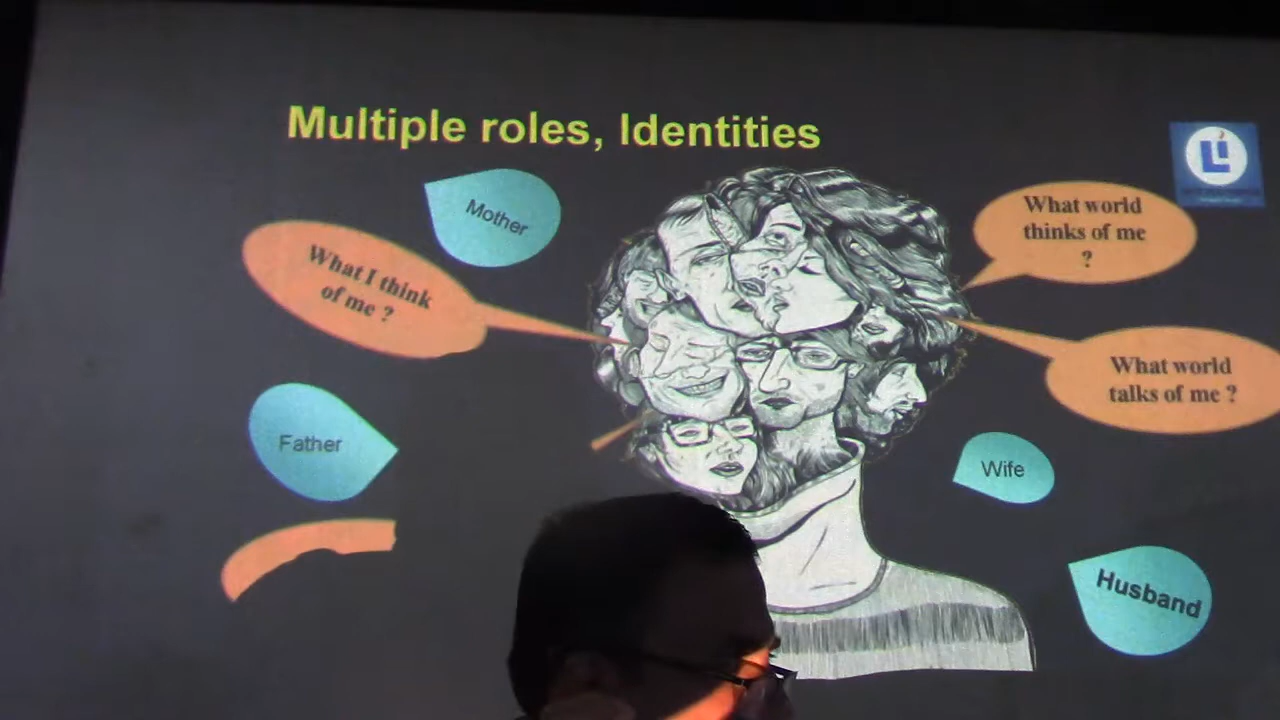 Multiple roles, Identities
Mother
What world
thinks of me
?
What I think
of me ?
What world
talks of me ?
Father
Wife
Husband